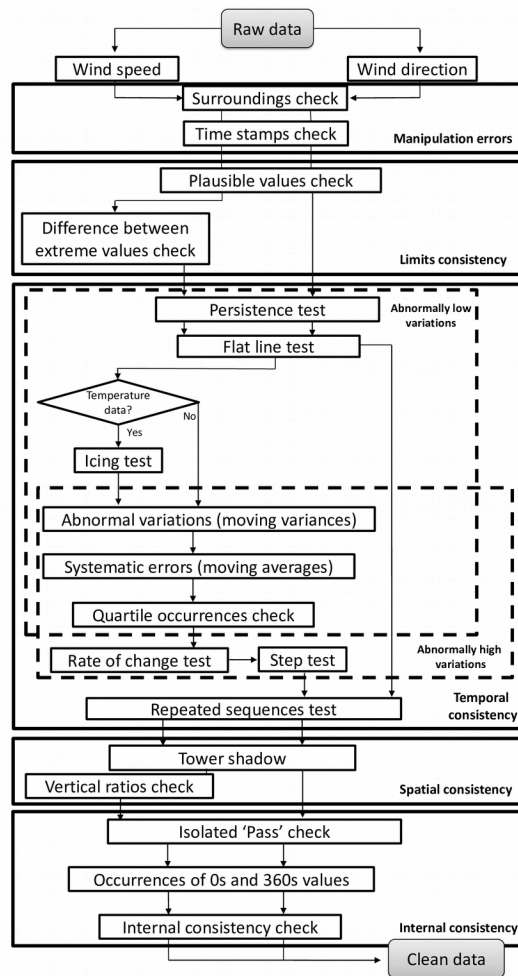 Raw data
Wind speed
Wind direction
Surroundings check
Time stamps check
Manipulation errors
Plausible values check
Difference between
extreme values check
Limits consistency
Persistence test
Abnormally low
variations
Flat line test
Temperature
data?
No
Yes
Icing test
Abnormal variations (moving variances)
Systematic errors (moving averages)
Quartile occurrences check
Abnormally high
variations
Rate of change test
Step test
Temporal
consistency
Repeated sequences test
Tower shadow
Vertical ratios check
Spatial consistency
Isolated 'Pass' check
Occurrences of 0s and 360s values
Internal consistency check
Internal consistency
Clean data